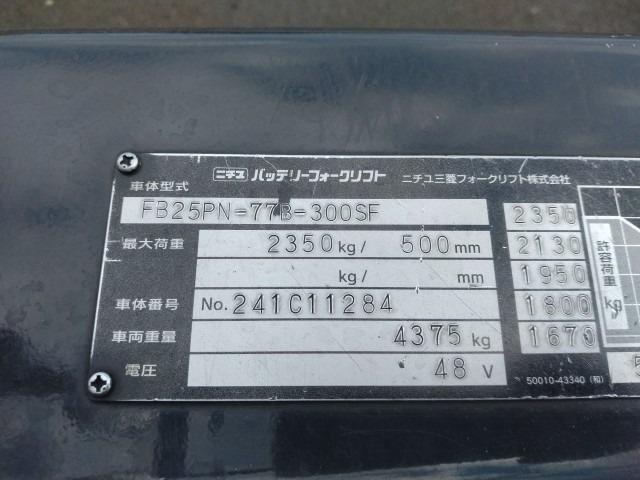 ニチユ バッテリーフォークリフト ニチユ三菱フォークリフト株式会社
車体型式
FB25PN-77B-300SF
最大荷重 2350 kg/ 500 mm
kg/ mm
車体番号 No. 241C11284
車両重量 4375 kg
電圧 48 V
2350
2130
1950
1800
1670
許容荷重 kg
50010-43340 (和)
5